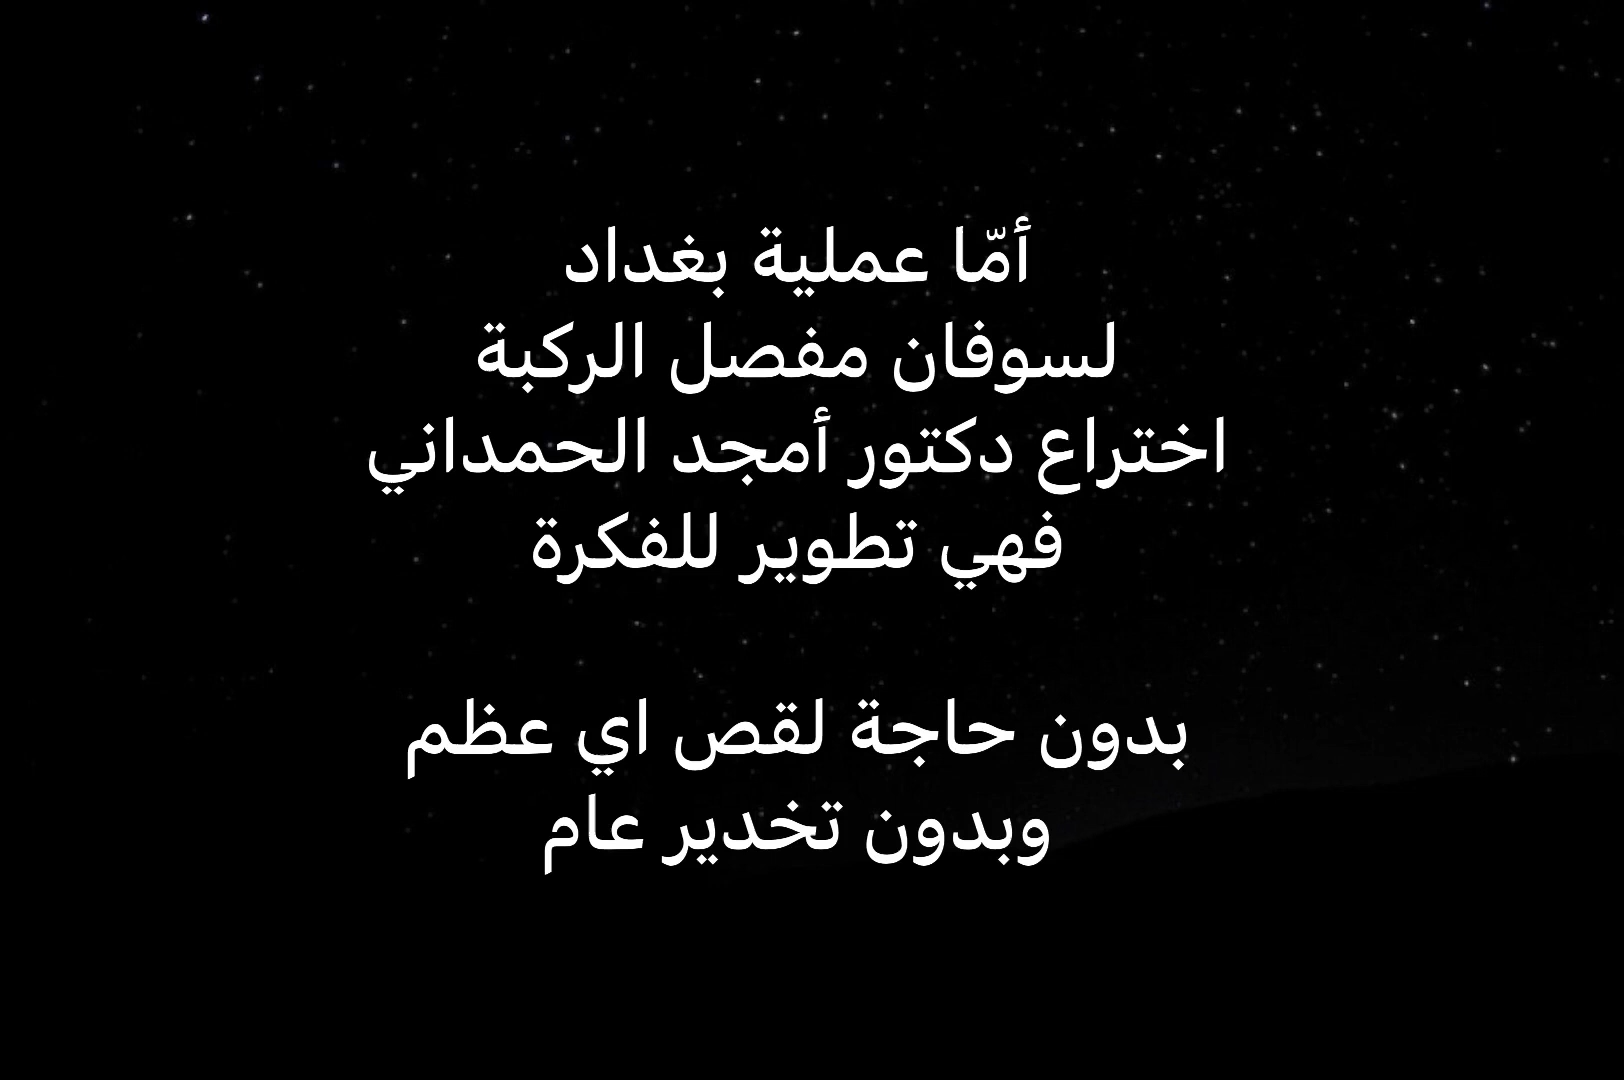 أمّا عملية بغداد
لسوفان مفصل الركبة
اختراع دكتور أمجد الحمداني
فهي تطوير للفكرة
بدون حاجة لقص اي عظم
وبدون تخدير عام